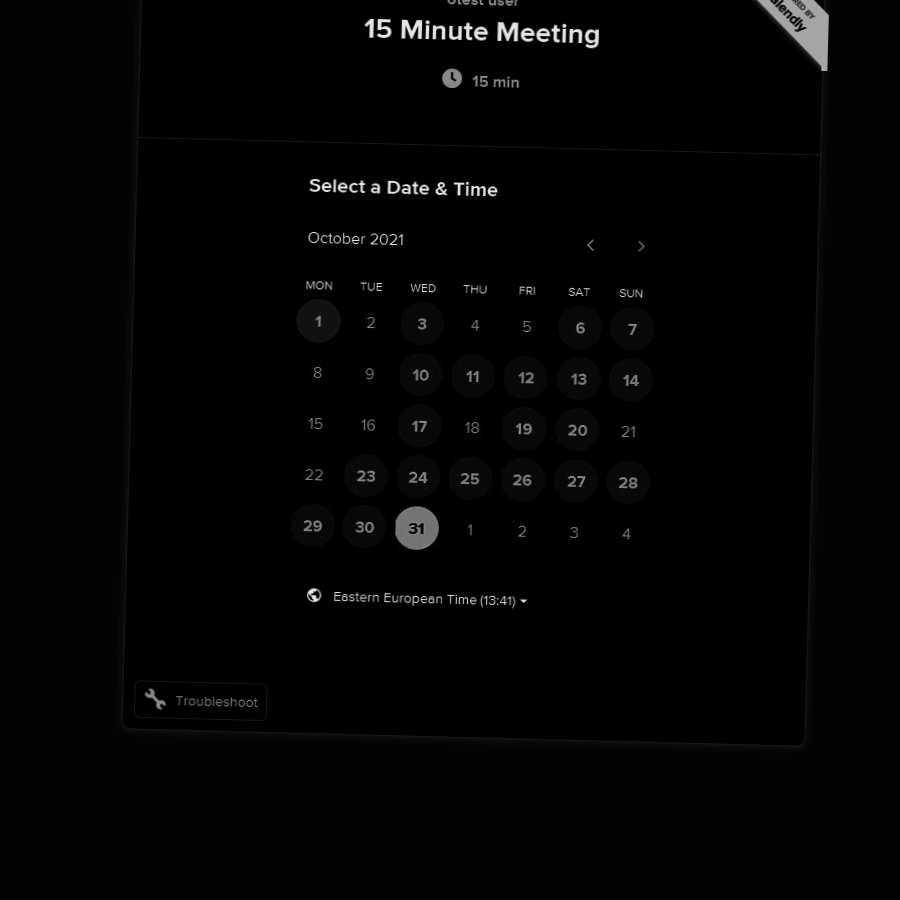 15 Minute Meeting
15 min
Select a Date & Time
October 2021
MON TUE WED THU FRI SAT SUN
1 2 3 4 5 6 7
8 9 10 11 12 13 14
15 16 17 18 19 20 21
22 23 24 25 26 27 28
29 30 31 1 2 3 4
Eastern European Time (13:41)
Troubleshoot